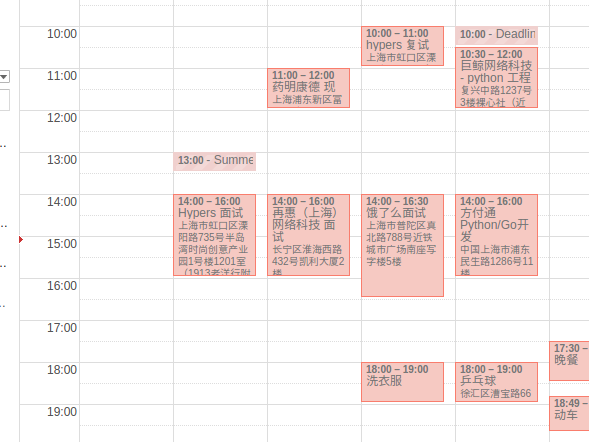 10:00
11:00
12:00
13:00
14:00
15:00
16:00
17:00
18:00
19:00
13:00 - Summe
14:00 – 16:00
Hypers 面试
上海市虹口区溧
阳路735号半岛
湾时尚创意产业
园1号楼1201室
（1913老洋行附
11:00 – 12:00
药明康德 现
上海浦东新区富
14:00 – 16:00
再惠（上海）
网络科技 面
试
长宁区淮海西路
432号凯利大厦2
楼
10:00 – 11:00
hypers 复试
上海市虹口区溧
14:00 – 16:30
饿了么面试
上海市普陀区真
北路788号近铁
城市广场南座写
字楼5楼
18:00 – 19:00
洗衣服
10:00 - Deadlin
10:30 – 12:00
巨鲸网络科技
- python 工程
复兴中路1237号
3楼裸心社（近
14:00 – 16:00
方付通
Python/Go开
发
中国上海市浦东
民生路1286号11
楼
18:00 – 19:00
乒乓球
徐汇区漕宝路66
17:30 –
晚餐
18:49 –
动车